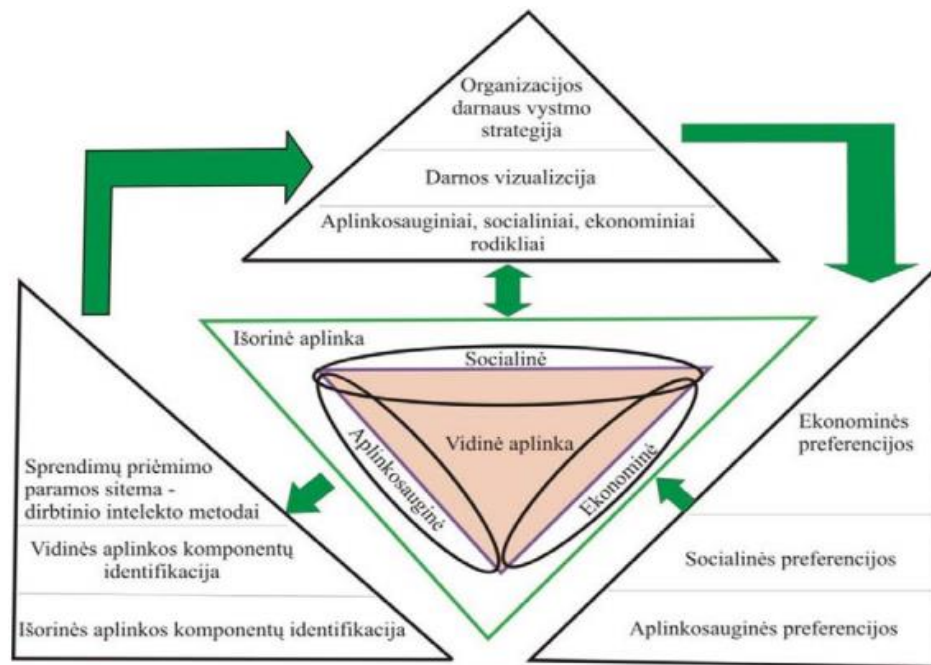 Organizacijos
darnaus vystmo
strategija
Darnos vizualizcija
Aplinkosauginiai, socialiniai, ekonominiai
rodikliai
Išorinė aplinka
Socialinė
Aplinkosauginė
Vidinė aplinka
Ekonominė
Sprendimų priėmimo
paramos sitema -
dirbtinio intelekto metodai
Vidinės aplinkos komponentų
identifikacija
Išorinės aplinkos komponentų identifikacija
Ekonominės
preferencijos
Socialinės preferencijos
Aplinkosauginės preferencijos